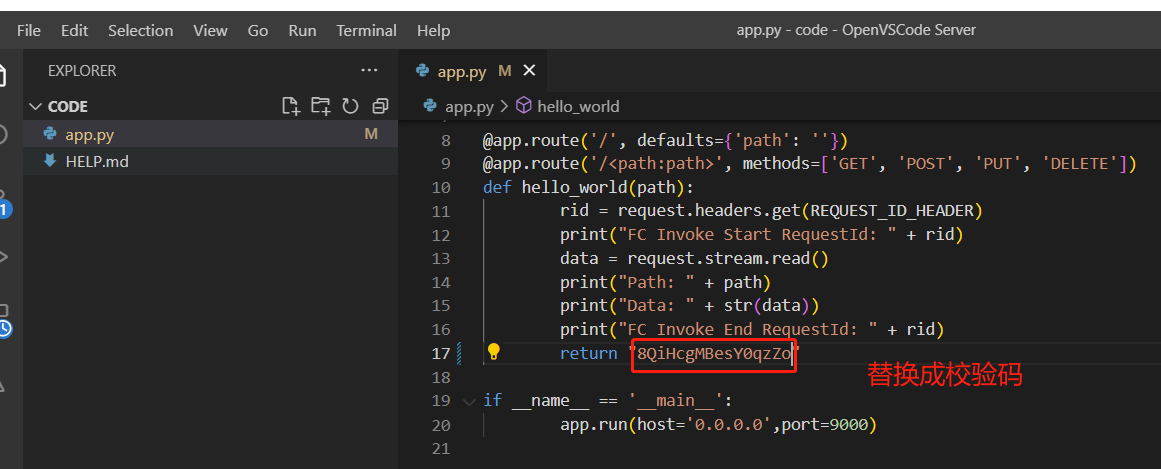 File Edit Selection View Go Run Terminal Help app.py - code - OpenVSCode Server
EXPLORER ···
CODE
app.py M
HELP.md
1
app.py M
app.py > hello_world
8 @app.route('/', defaults={'path': ''})
9 @app.route('/<path:path>', methods=['GET', 'POST', 'PUT', 'DELETE'])
10 def hello_world(path):
11 rid = request.headers.get(REQUEST_ID_HEADER)
12 print("FC Invoke Start RequestId: " + rid)
13 data = request.stream.read()
14 print("Path: " + path)
15 print("Data: " + str(data))
16 print("FC Invoke End RequestId: " + rid)
17 return "8QiHcgMBesY0qzZo"
替换成校验码
18
19 if __name__ == '__main__':
20 app.run(host='0.0.0.0',port=9000)
21